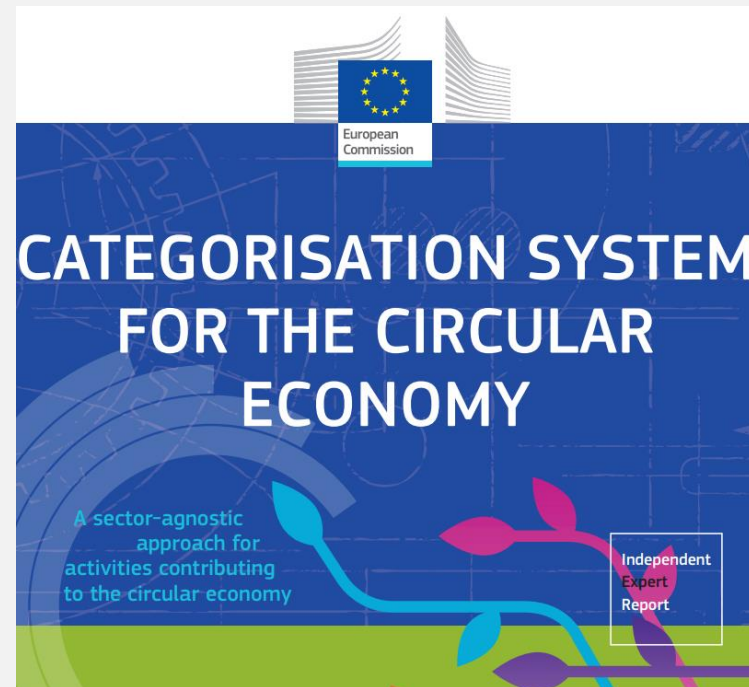 European
Commission
CATEGORISATION SYSTEM
FOR THE CIRCULAR
ECONOMY
A sector-agnostic
approach for
activities contributing
to the circular economy
Independent
Expert
Report